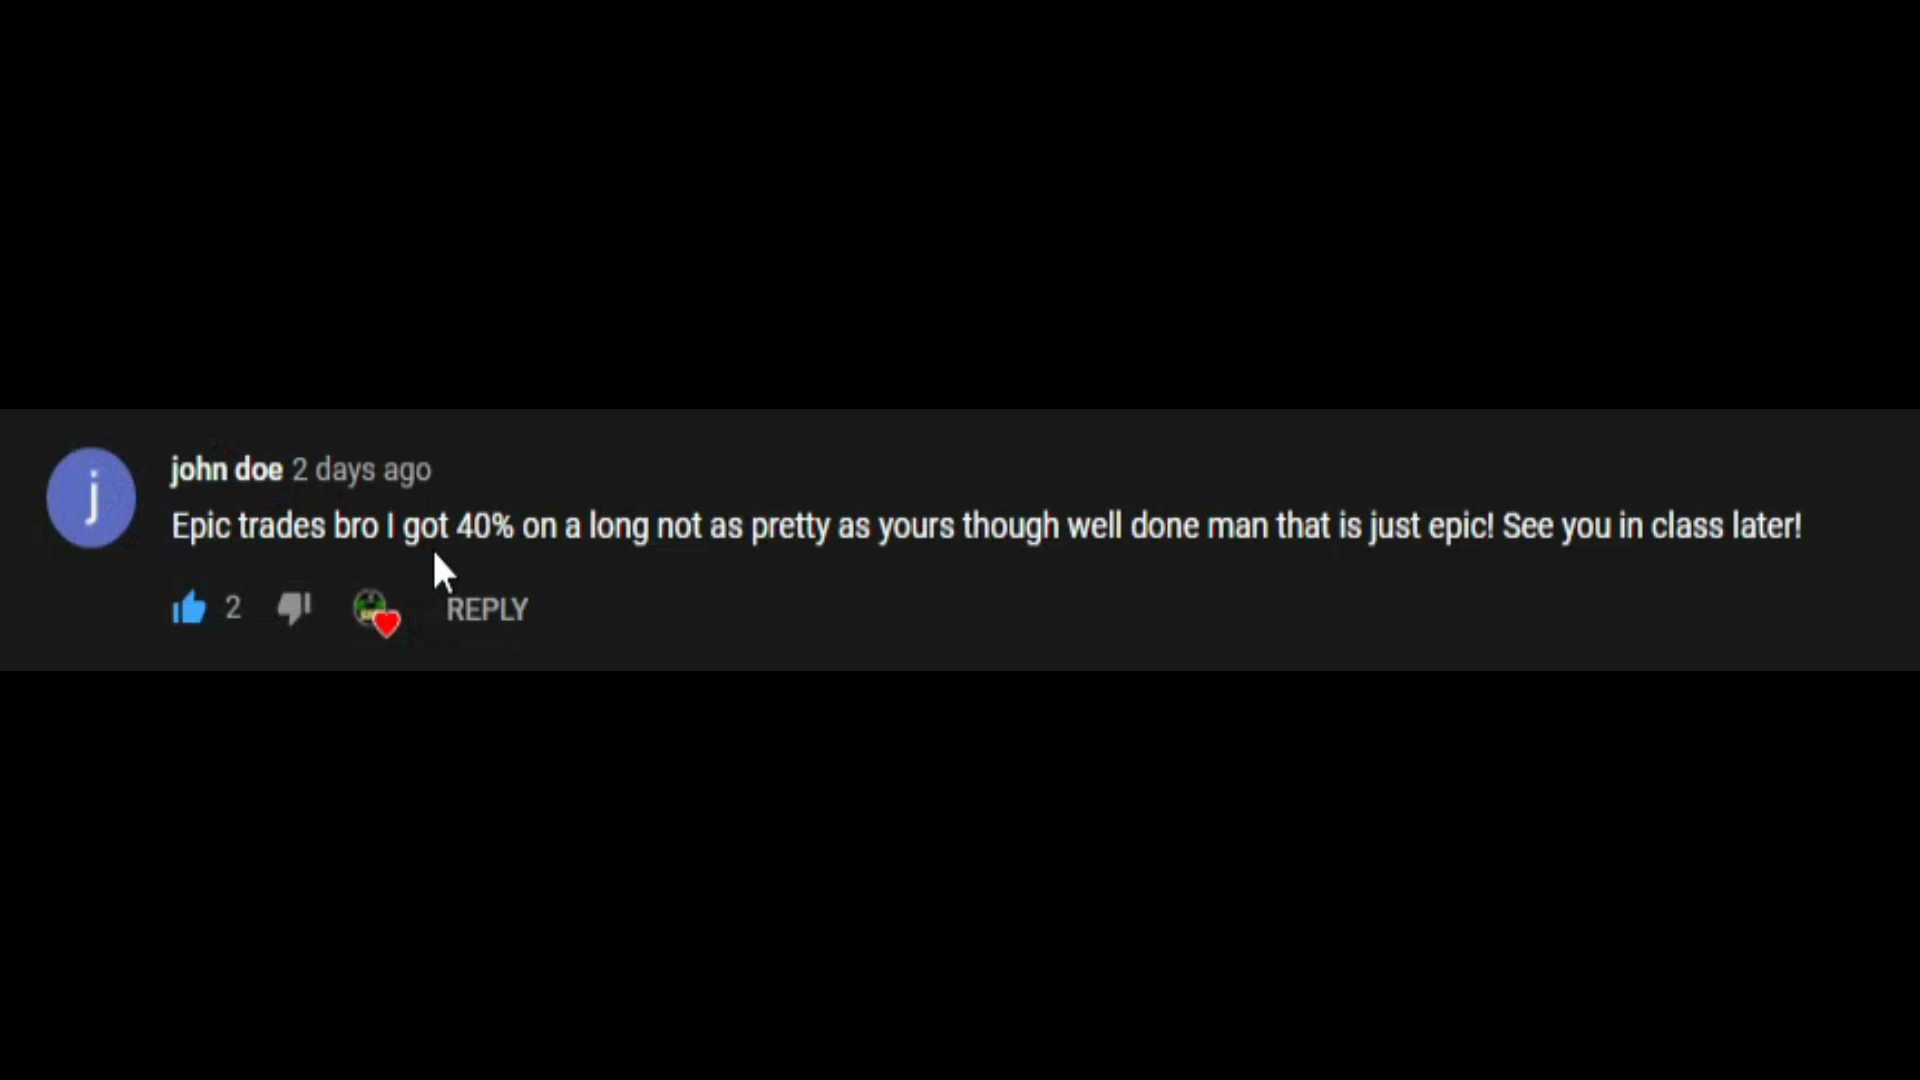 j
john doe 2 days ago
Epic trades bro I got 40% on a long not as pretty as yours though well done man that is just epic! See you in class later!
2
REPLY